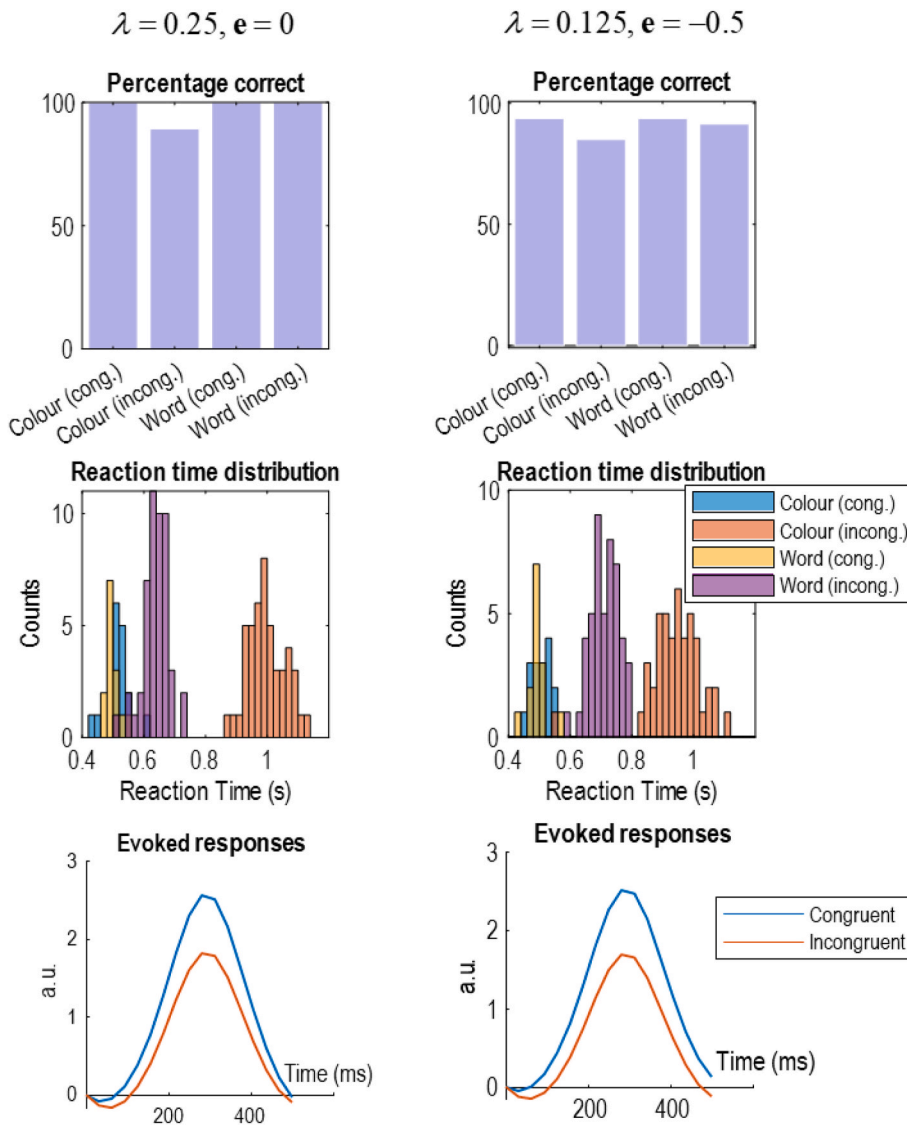 λ = 0.25, e = 0
Percentage correct
100
50
0
Colour (cong.)
Colour (incong.)
Word (cong.)
Word (incong.)
Reaction time distribution
10
5
0
Counts
0.4 0.6 0.8 1
Reaction Time (s)
Evoked responses
3
2
1
0
a.u.
Time (ms)
200 400
λ = 0.125, e = −0.5
Percentage correct
100
50
0
Colour (cong.)
Colour (incong.)
Word (cong.)
Word (incong.)
Reaction time distribution
10
5
0
Counts
Colour (cong.)
Colour (incong.)
Word (cong.)
Word (incong.)
0.4 0.6 0.8 1
Reaction Time (s)
Evoked responses
3
2
1
0
a.u.
Congruent
Incongruent
Time (ms)
200 400